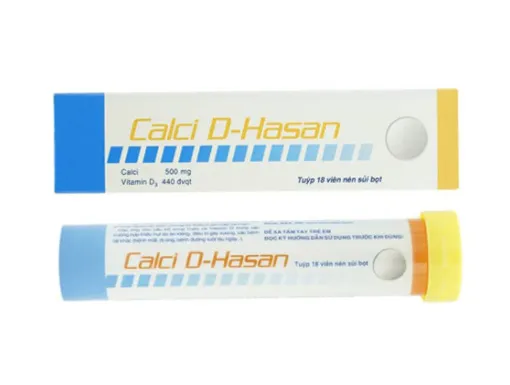 Calci D-Hasan
Calci 500 mg
Vitamin D3 440 đvqt
Tuýp 18 viên nén sủi bọt
ĐỂ XA TẦM TAY TRẺ EM
ĐỌC KỸ HƯỚNG DẪN SỬ DỤNG TRƯỚC KHI DÙNG
Calci D-Hasan
Tuýp 18 viên nén sủi bọt